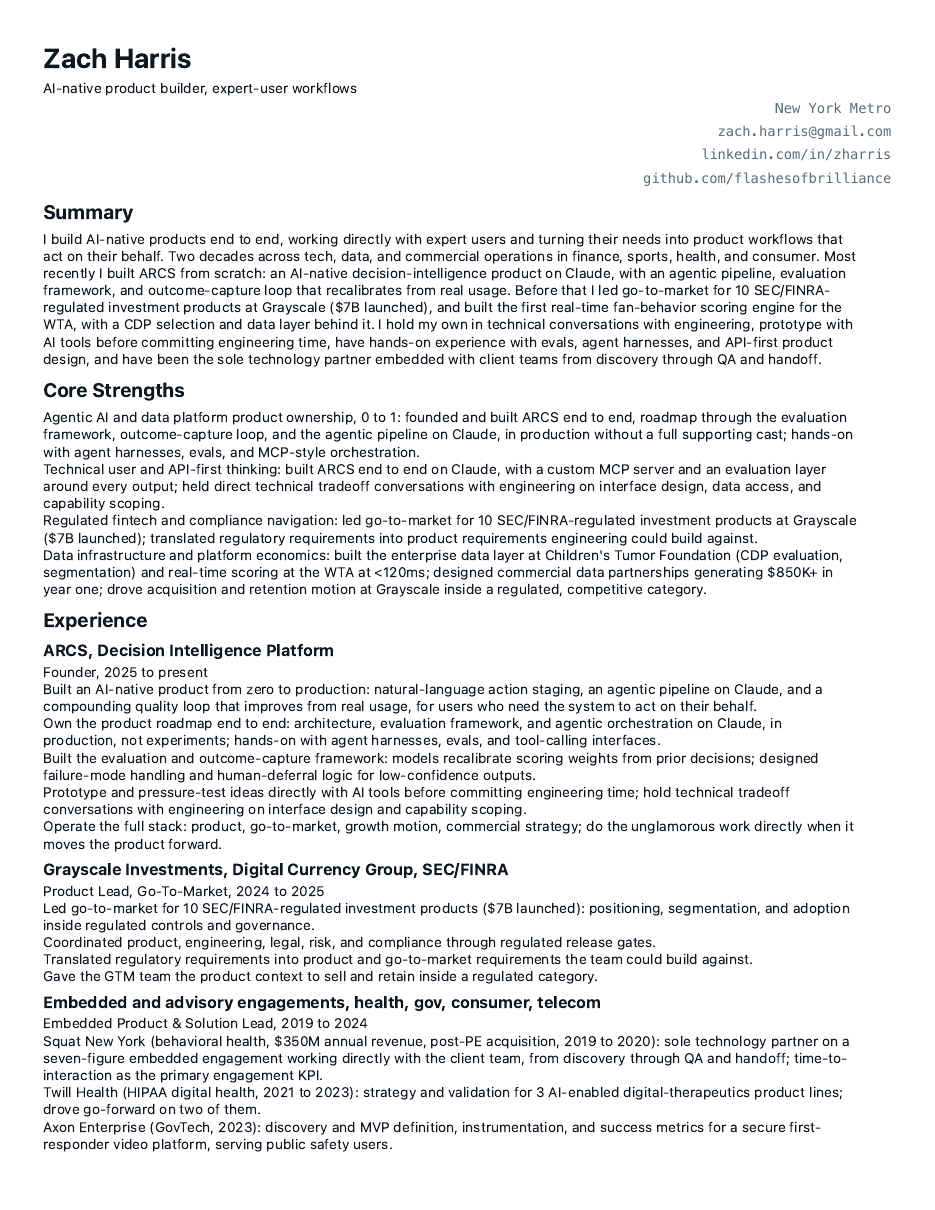 Zach Harris
AI-native product builder, expert-user workflows
New York Metro
zach.harris@gmail.com
linkedin.com/in/zharris
github.com/flashesofbrilliance
Summary
I build AI-native products end to end, working directly with expert users and turning their needs into product workflows that
act on their behalf. Two decades across tech, data, and commercial operations in finance, sports, health, and consumer. Most
recently I built ARCS from scratch: an AI-native decision-intelligence product on Claude, with an agentic pipeline, evaluation
framework, and outcome-capture loop that recalibrates from real usage. Before that I led go-to-market for 10 SEC/FINRA-
regulated investment products at Grayscale ($7B launched), and built the first real-time fan-behavior scoring engine for the
WTA, with a CDP selection and data layer behind it. I hold my own in technical conversations with engineering, prototype with
AI tools before committing engineering time, have hands-on experience with evals, agent harnesses, and API-first product
design, and have been the sole technology partner embedded with client teams from discovery through QA and handoff.
Core Strengths
Agentic AI and data platform product ownership, 0 to 1: founded and built ARCS end to end, roadmap through the evaluation
framework, outcome-capture loop, and the agentic pipeline on Claude, in production without a full supporting cast; hands-on
with agent harnesses, evals, and MCP-style orchestration.
Technical user and API-first thinking: built ARCS end to end on Claude, with a custom MCP server and an evaluation layer
around every output; held direct technical tradeoff conversations with engineering on interface design, data access, and
capability scoping.
Regulated fintech and compliance navigation: led go-to-market for 10 SEC/FINRA-regulated investment products at Grayscale
($7B launched); translated regulatory requirements into product requirements engineering could build against.
Data infrastructure and platform economics: built the enterprise data layer at Children's Tumor Foundation (CDP evaluation,
segmentation) and real-time scoring at the WTA at <120ms; designed commercial data partnerships generating $850K+ in
year one; drove acquisition and retention motion at Grayscale inside a regulated, competitive category.
Experience
ARCS, Decision Intelligence Platform
Founder, 2025 to present
Built an AI-native product from zero to production: natural-language action staging, an agentic pipeline on Claude, and a
compounding quality loop that improves from real usage, for users who need the system to act on their behalf.
Own the product roadmap end to end: architecture, evaluation framework, and agentic orchestration on Claude, in
production, not experiments; hands-on with agent harnesses, evals, and tool-calling interfaces.
Built the evaluation and outcome-capture framework: models recalibrate scoring weights from prior decisions; designed
failure-mode handling and human-deferral logic for low-confidence outputs.
Prototype and pressure-test ideas directly with AI tools before committing engineering time; hold technical tradeoff
conversations with engineering on interface design and capability scoping.
Operate the full stack: product, go-to-market, growth motion, commercial strategy; do the unglamorous work directly when it
moves the product forward.
Grayscale Investments, Digital Currency Group, SEC/FINRA
Product Lead, Go-To-Market, 2024 to 2025
Led go-to-market for 10 SEC/FINRA-regulated investment products ($7B launched): positioning, segmentation, and adoption
inside regulated controls and governance.
Coordinated product, engineering, legal, risk, and compliance through regulated release gates.
Translated regulatory requirements into product and go-to-market requirements the team could build against.
Gave the GTM team the product context to sell and retain inside a regulated category.
Embedded and advisory engagements, health, gov, consumer, telecom
Embedded Product & Solution Lead, 2019 to 2024
Squat New York (behavioral health, $350M annual revenue, post-PE acquisition, 2019 to 2020): sole technology partner on a
seven-figure embedded engagement working directly with the client team, from discovery through QA and handoff; time-to-
interaction as the primary engagement KPI.
Twill Health (HIPAA digital health, 2021 to 2023): strategy and validation for 3 AI-enabled digital-therapeutics product lines;
drove go-forward on two of them.
Axon Enterprise (GovTech, 2023): discovery and MVP definition, instrumentation, and success metrics for a secure first-
responder video platform, serving public safety users.